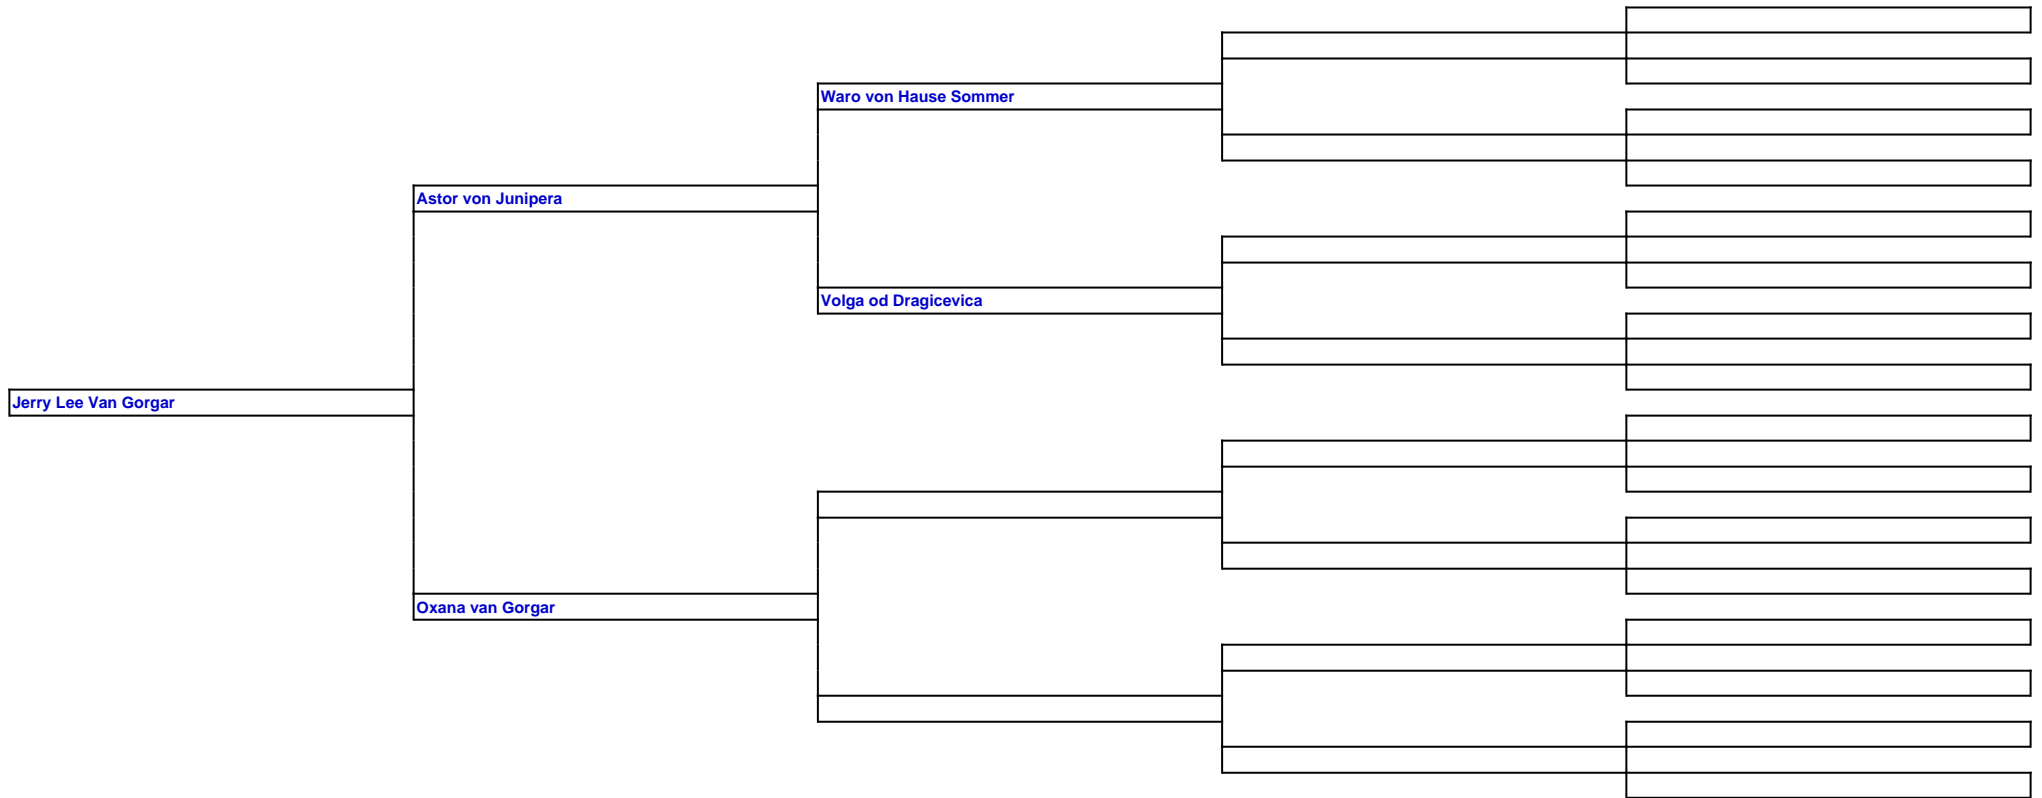 Waro von Hause Sommer
Astor von Junipera
Volga od Dragicevica
Jerry Lee Van Gorgar
Oxana van Gorgar